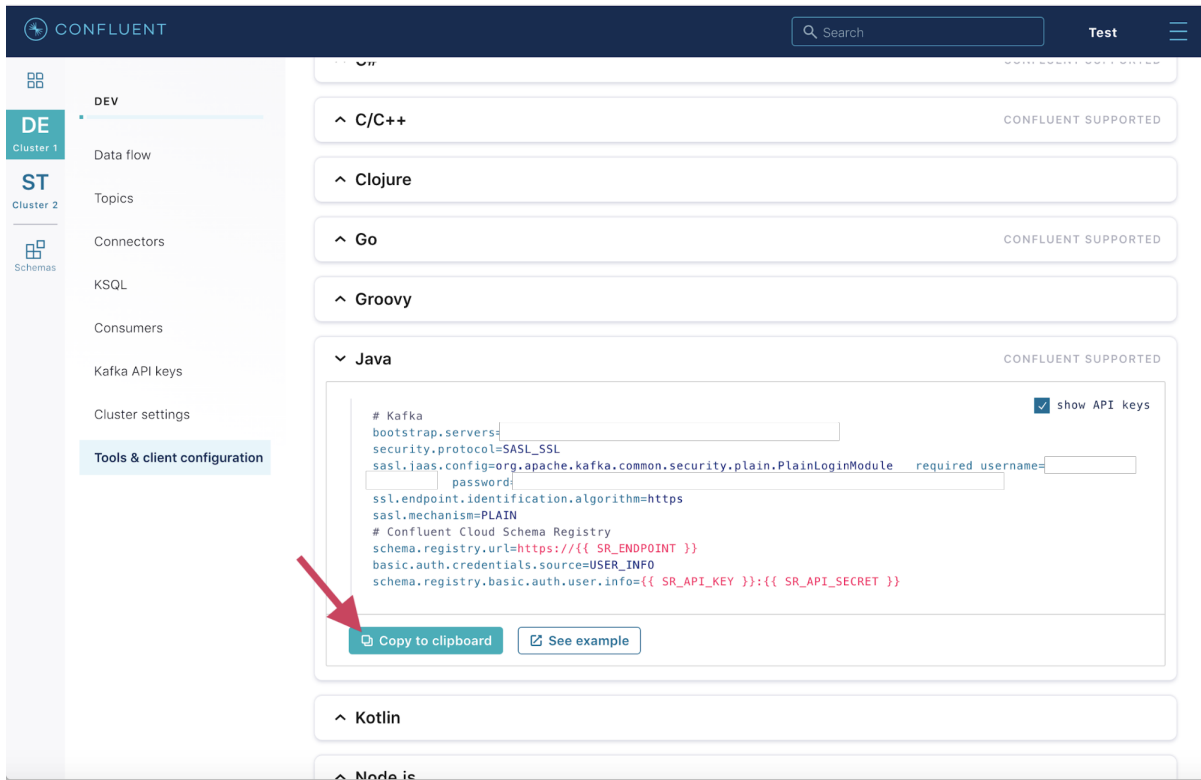 CONFLUENT
Search
Test
DE
Cluster 1
ST
Cluster 2
Schemas
DEV
Data flow
Topics
Connectors
KSQL
Consumers
Kafka API keys
Cluster settings
Tools & client configuration
C/C++ CONFLUENT SUPPORTED
Clojure
Go CONFLUENT SUPPORTED
Groovy
Java CONFLUENT SUPPORTED
show API keys
# Kafka
bootstrap.servers=
security.protocol=SASL_SSL
sasl.jaas.config=org.apache.kafka.common.security.plain.PlainLoginModule required username=
password=
ssl.endpoint.identification.algorithm=https
sasl.mechanism=PLAIN
# Confluent Cloud Schema Registry
schema.registry.url=https://{{ SR_ENDPOINT }}
basic.auth.credentials.source=USER_INFO
schema.registry.basic.auth.user.info={{ SR_API_KEY }}:{{ SR_API_SECRET }}
Copy to clipboard
See example
Kotlin
Node.js